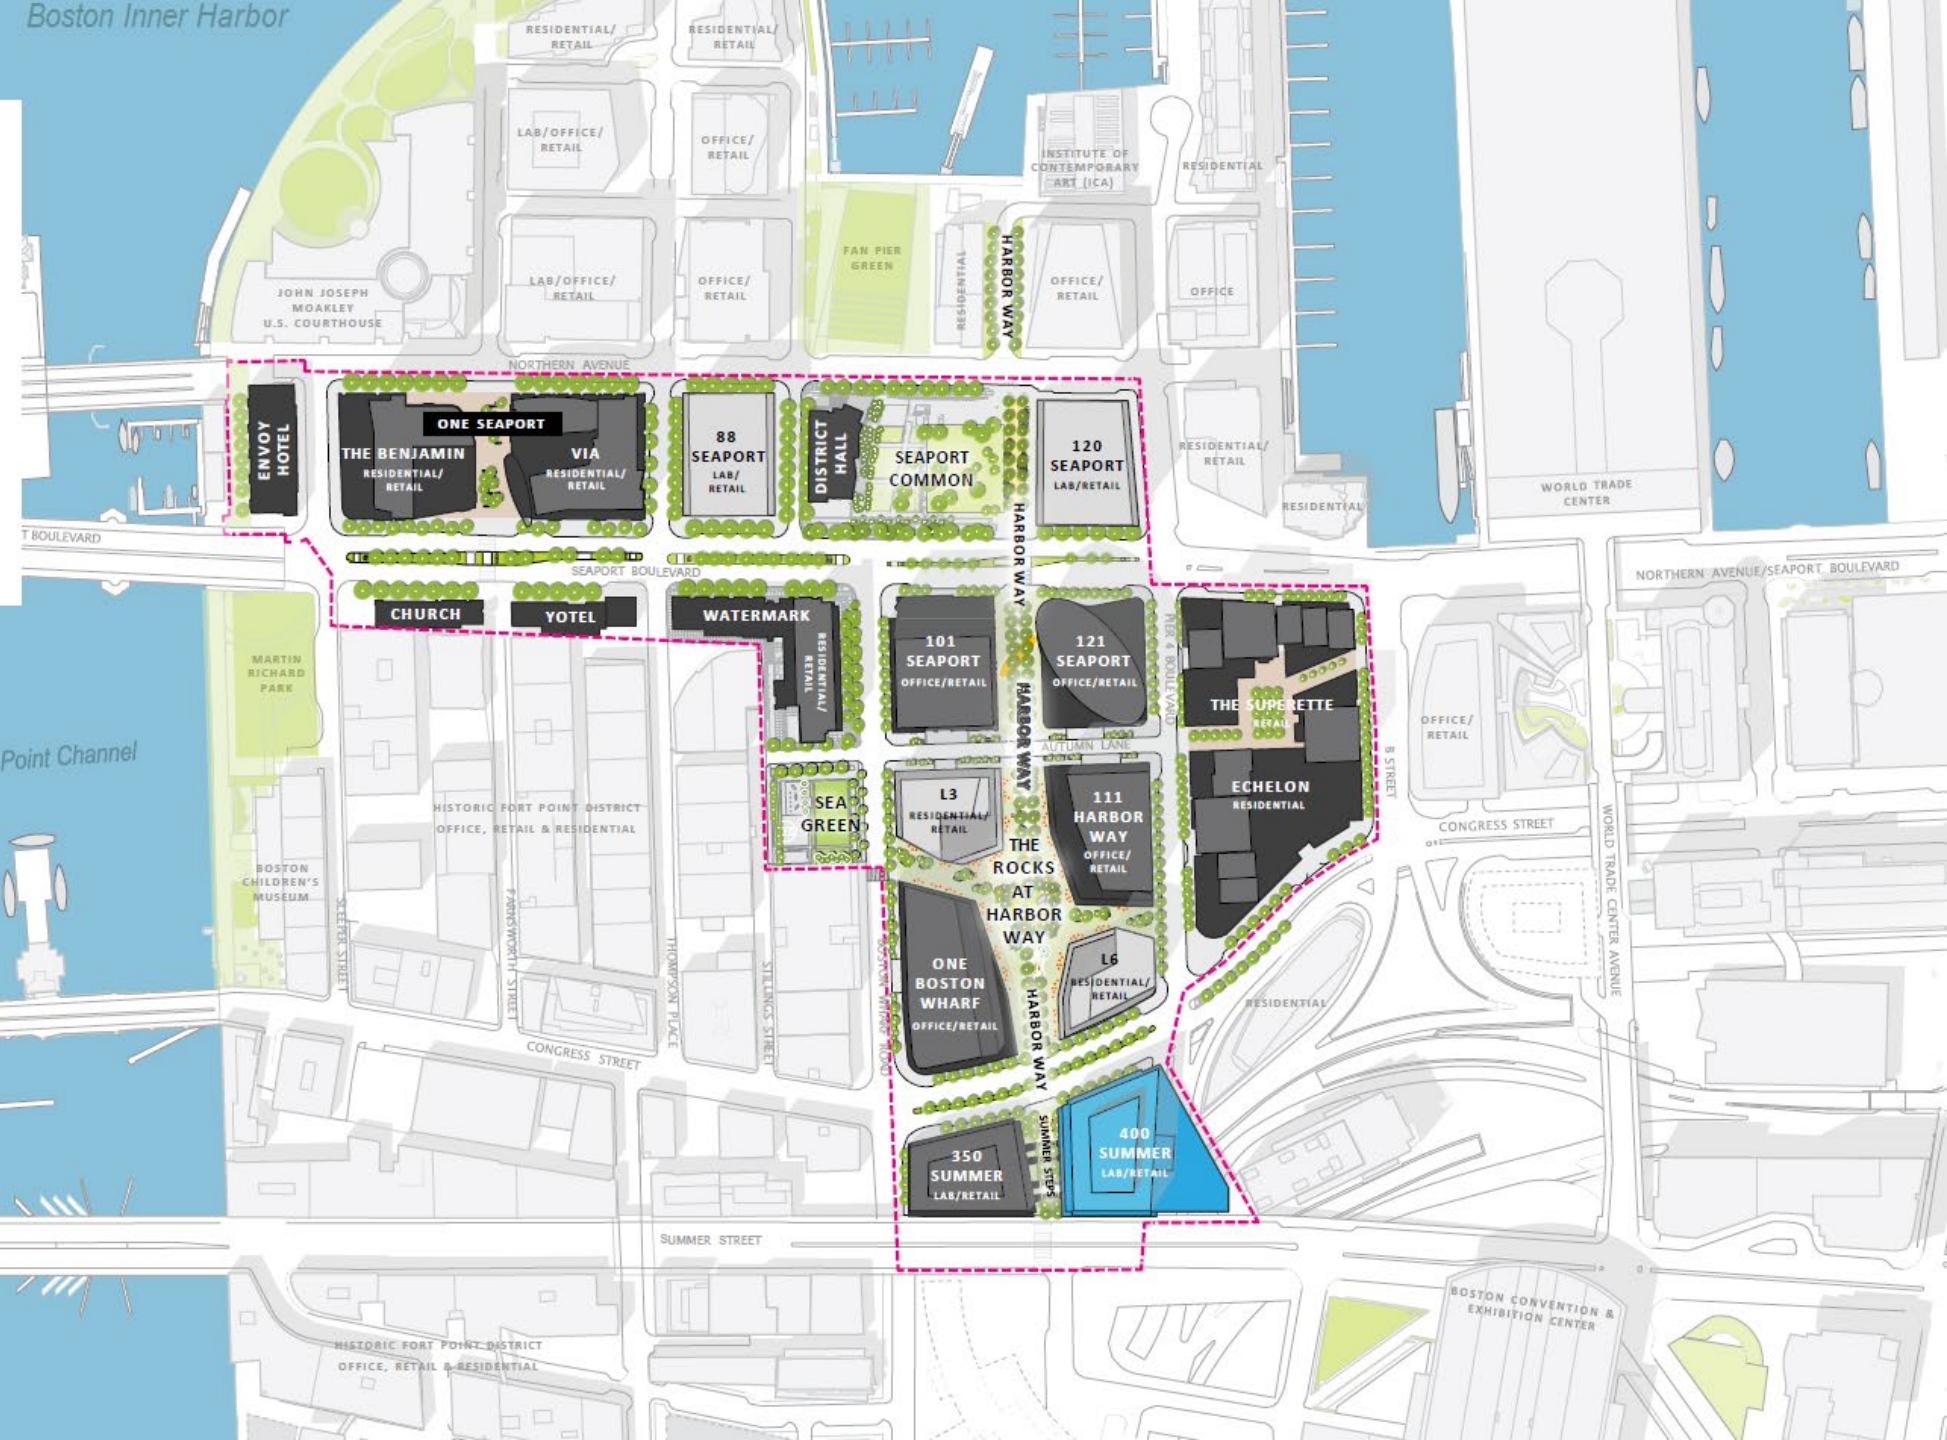 Boston Inner Harbor
RESIDENTIAL/
RETAIL
RESIDENTIAL/
RETAIL
LAB/OFFICE/
RETAIL
OFFICE/
RETAIL
INSTITUTE OF
CONTEMPORARY
ART (ICA)
RESIDENTIAL
JOHN JOSEPH
MOAKLEY
U.S. COURTHOUSE
LAB/OFFICE/
RETAIL
OFFICE/
RETAIL
FAN PIER
GREEN
RESIDENTIAL
HARBOR WAY
OFFICE/
RETAIL
OFFICE
NORTHERN AVENUE
ENVOY
HOTEL
ONE SEAPORT
THE BENJAMIN
RESIDENTIAL/
RETAIL
VIA
RESIDENTIAL/
RETAIL
88
SEAPORT
LAB/
RETAIL
DISTRICT
HALL
SEAPORT
COMMON
HARBOR WAY
120
SEAPORT
LAB/RETAIL
RESIDENTIAL/
RETAIL
RESIDENTIAL
WORLD TRADE
CENTER
T BOULEVARD
SEAPORT BOULEVARD
NORTHERN AVENUE/SEAPORT BOULEVARD
CHURCH
YOTEL
WATERMARK
RESIDENTIAL/
RETAIL
101
SEAPORT
OFFICE/RETAIL
121
SEAPORT
OFFICE/RETAIL
PIER 4 BOULEVARD
THE SUPERETTE
RETAIL
MARTIN
RICHARD
PARK
OFFICE/
RETAIL
HARBOR WAY
AUTUMN LANE
B STREET
Point Channel
SEA
GREEN
L3
RESIDENTIAL/
RETAIL
111
HARBOR
WAY
OFFICE/
RETAIL
ECHELON
RESIDENTIAL
CONGRESS STREET
HISTORIC FORT POINT DISTRICT
OFFICE, RETAIL & RESIDENTIAL
THE
ROCKS
AT
HARBOR
WAY
BOSTON
CHILDREN'S
MUSEUM
SLEEPER STREET
FARNSWORTH STREET
THOMPSON PLACE
STILLINGS STREET
BOSTON WHARF ROAD
WORLD TRADE CENTER AVENUE
ONE
BOSTON
WHARF
OFFICE/RETAIL
L6
RESIDENTIAL/
RETAIL
RESIDENTIAL
HARBOR WAY
CONGRESS STREET
350
SUMMER
LAB/RETAIL
SUMMER STEPS
400
SUMMER
LAB/RETAIL
SUMMER STREET
BOSTON CONVENTION &
EXHIBITION CENTER
HISTORIC FORT POINT DISTRICT
OFFICE, RETAIL & RESIDENTIAL